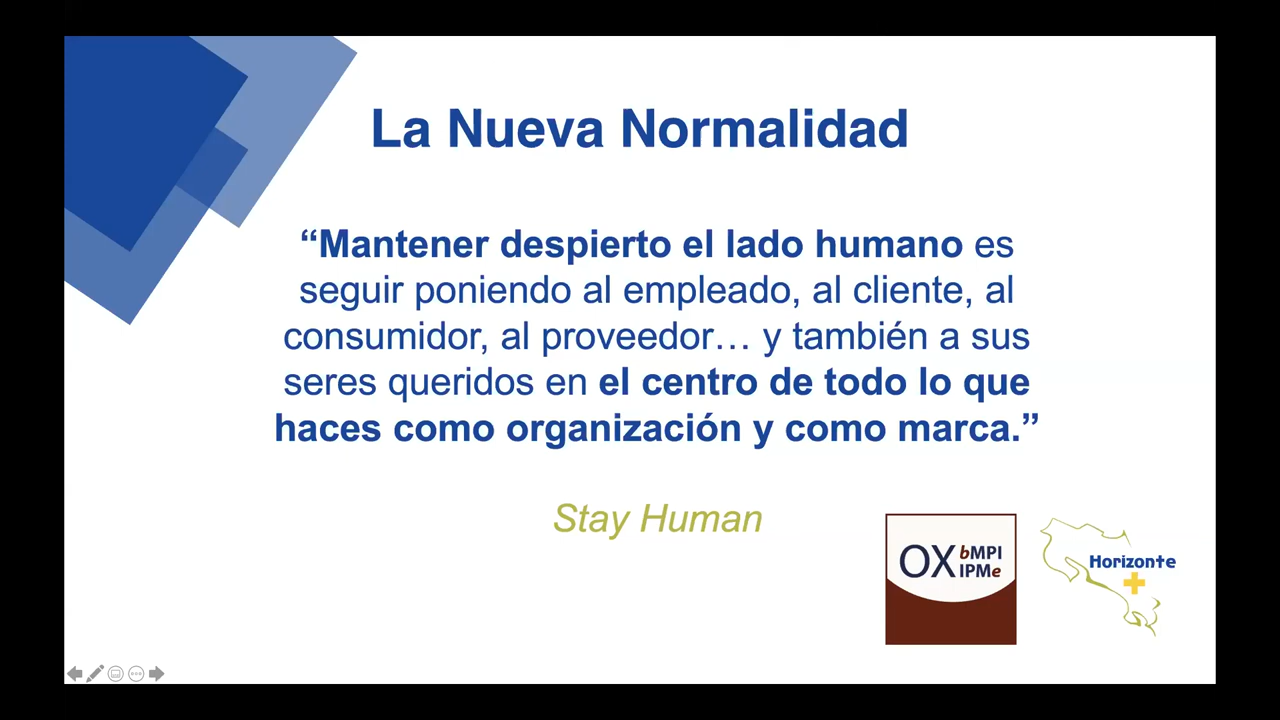 La Nueva Normalidad
“Mantener despierto el lado humano es
seguir poniendo al empleado, al cliente, al
consumidor, al proveedor… y también a sus
seres queridos en el centro de todo lo que
haces como organización y como marca.”
Stay Human
OX bMPI
IPMe
Horizonte